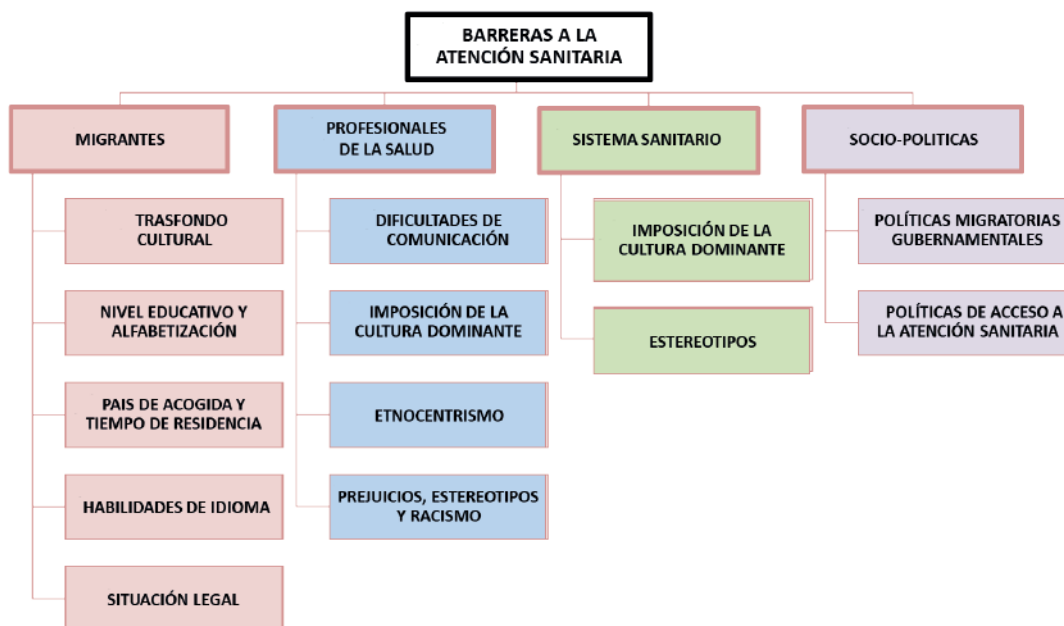 BARRERAS A LA
ATENCIÓN SANITARIA
MIGRANTES
TRASFONDO
CULTURAL
NIVEL EDUCATIVO Y
ALFABETIZACIÓN
PAIS DE ACOGIDA Y
TIEMPO DE RESIDENCIA
HABILIDADES DE IDIOMA
SITUACIÓN LEGAL
PROFESIONALES
DE LA SALUD
DIFICULTADES DE
COMUNICACIÓN
IMPOSICIÓN DE LA
CULTURA DOMINANTE
ETNOCENTRISMO
PREJUICIOS, ESTEREOTIPOS
Y RACISMO
SISTEMA SANITARIO
IMPOSICIÓN DE LA
CULTURA DOMINANTE
ESTEREOTIPOS
SOCIO-POLITICAS
POLÍTICAS MIGRATORIAS
GUBERNAMENTALES
POLÍTICAS DE ACCESO A
LA ATENCIÓN SANITARIA